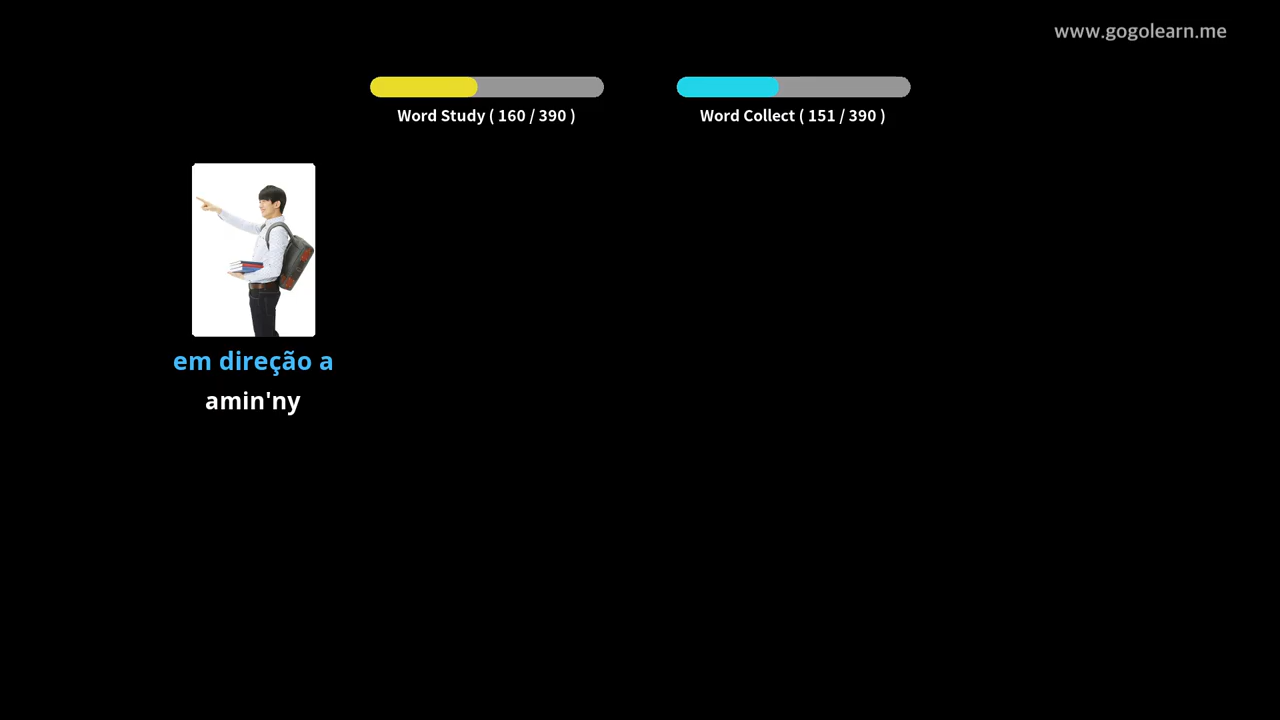 www.gogolearn.me
Word Study ( 160 / 390 )
Word Collect ( 151 / 390 )
em direção a
amin'ny